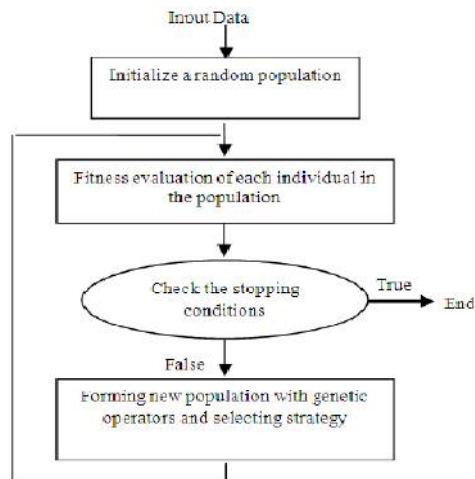 Input Data
Initialize a random population
Fitness evaluation of each individual in
the population
Check the stopping
conditions
True
End
False
Forming new population with genetic
operators and selecting strategy